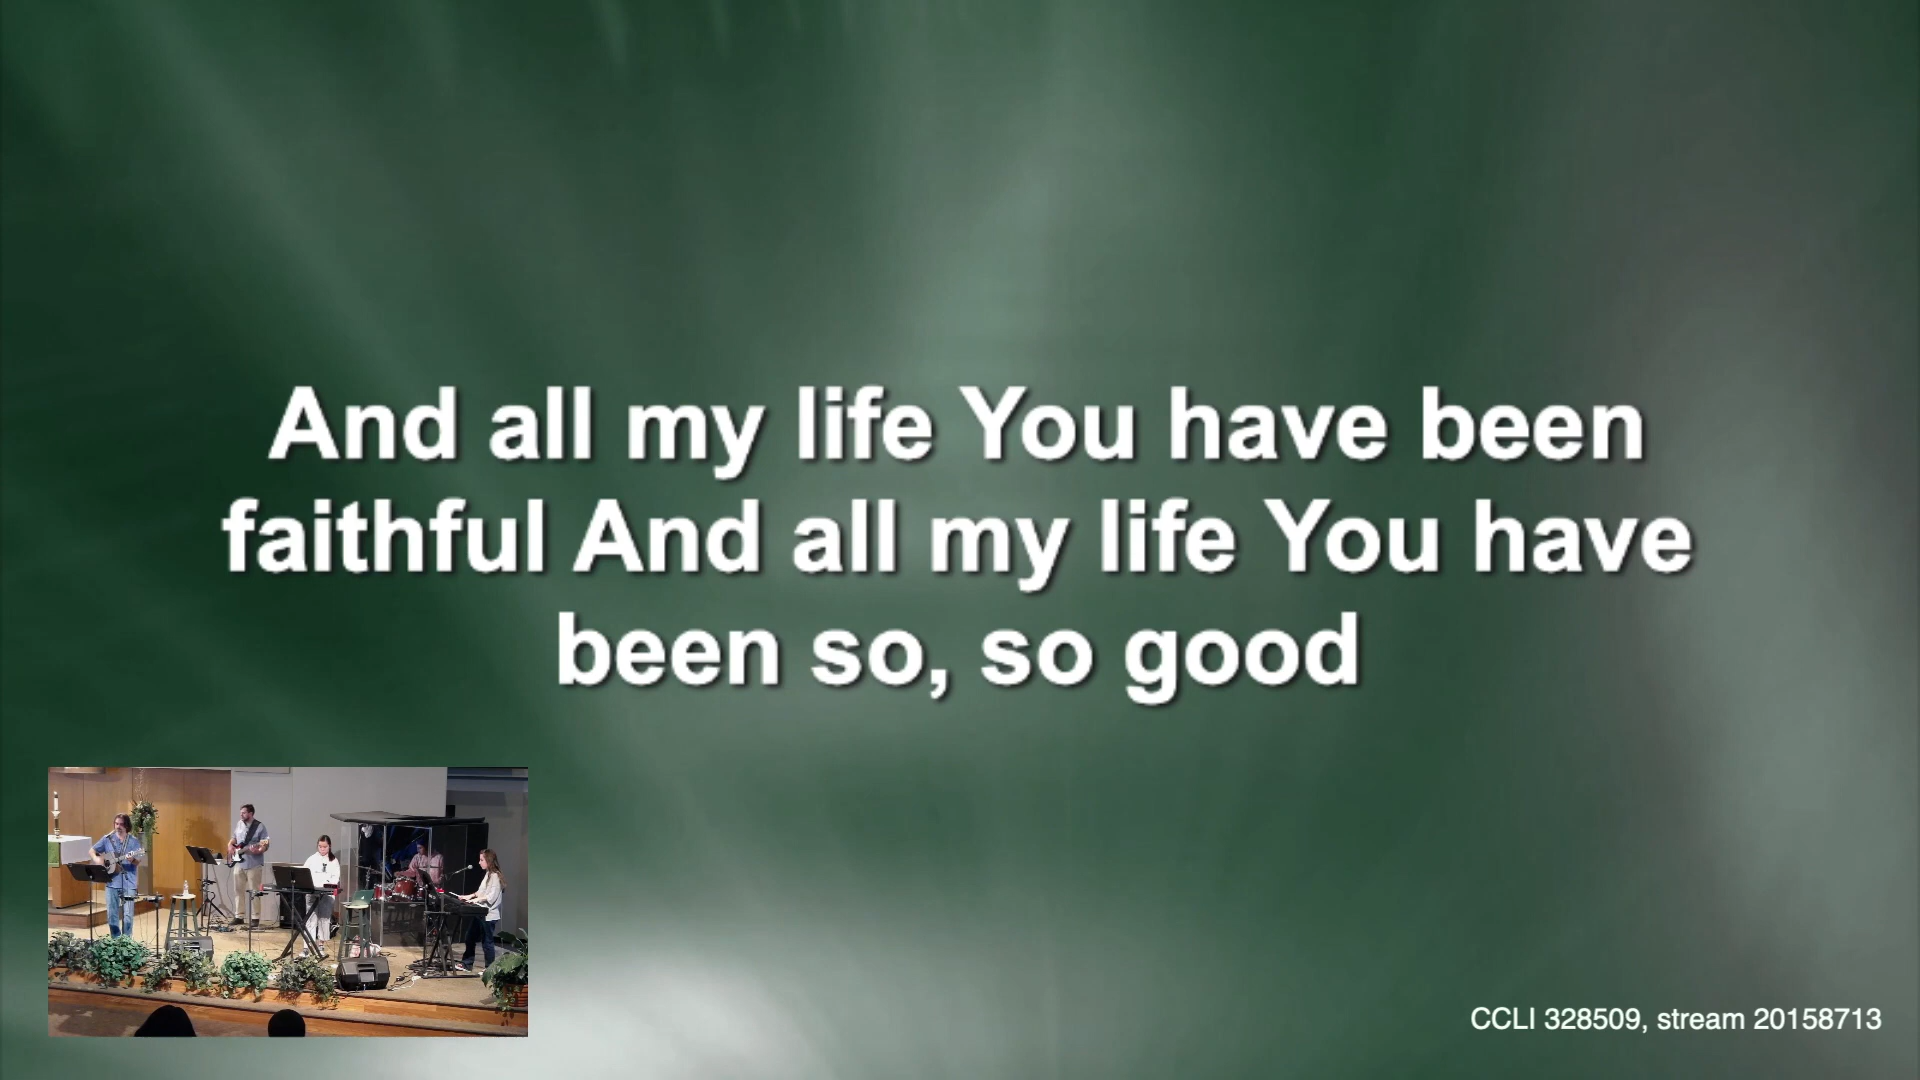 And all my life You have been
faithful And all my life You have
been so, so good
CCLI 328509, stream 20158713